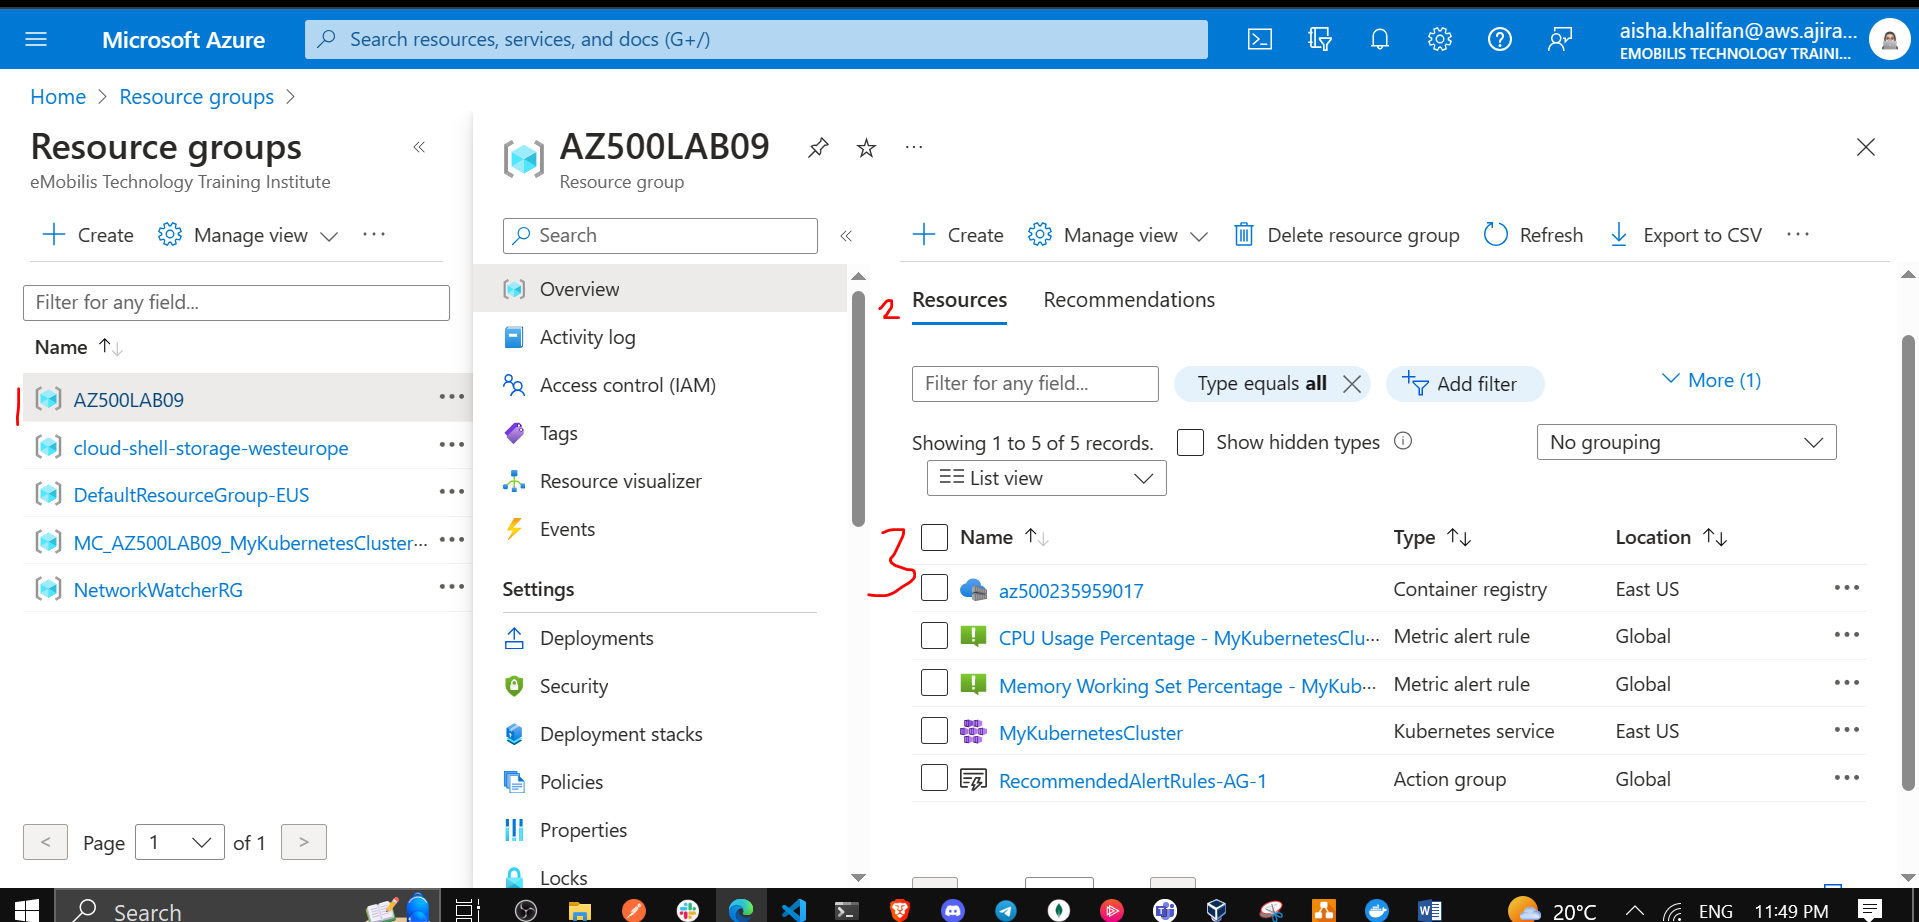 Microsoft Azure
Search resources, services, and docs (G+/)
aisha.khalifan@aws.ajira...
EMOBILIS TECHNOLOGY TRAINI...
Home > Resource groups >
Resource groups
eMobilis Technology Training Institute
Create
Manage view
Filter for any field...
Name
1
AZ500LAB09
cloud-shell-storage-westeurope
DefaultResourceGroup-EUS
MC_AZ500LAB09_MyKubernetesCluster...
NetworkWatcherRG
< Page 1 of 1 >
AZ500LAB09
Resource group
Search
Overview
Activity log
Access control (IAM)
Tags
Resource visualizer
Events
Settings
Deployments
Security
Deployment stacks
Policies
Properties
Locks
Create
Manage view
Delete resource group
Refresh
Export to CSV
2
Resources
Recommendations
Filter for any field...
Type equals all
Add filter
More (1)
Showing 1 to 5 of 5 records.
Show hidden types
No grouping
List view
3
Name Type Location
az500235959017 Container registry East US
CPU Usage Percentage - MyKubernetesClu... Metric alert rule Global
Memory Working Set Percentage - MyKub... Metric alert rule Global
MyKubernetesCluster Kubernetes service East US
RecommendedAlertRules-AG-1 Action group Global
Search
20°C
ENG
11:49 PM